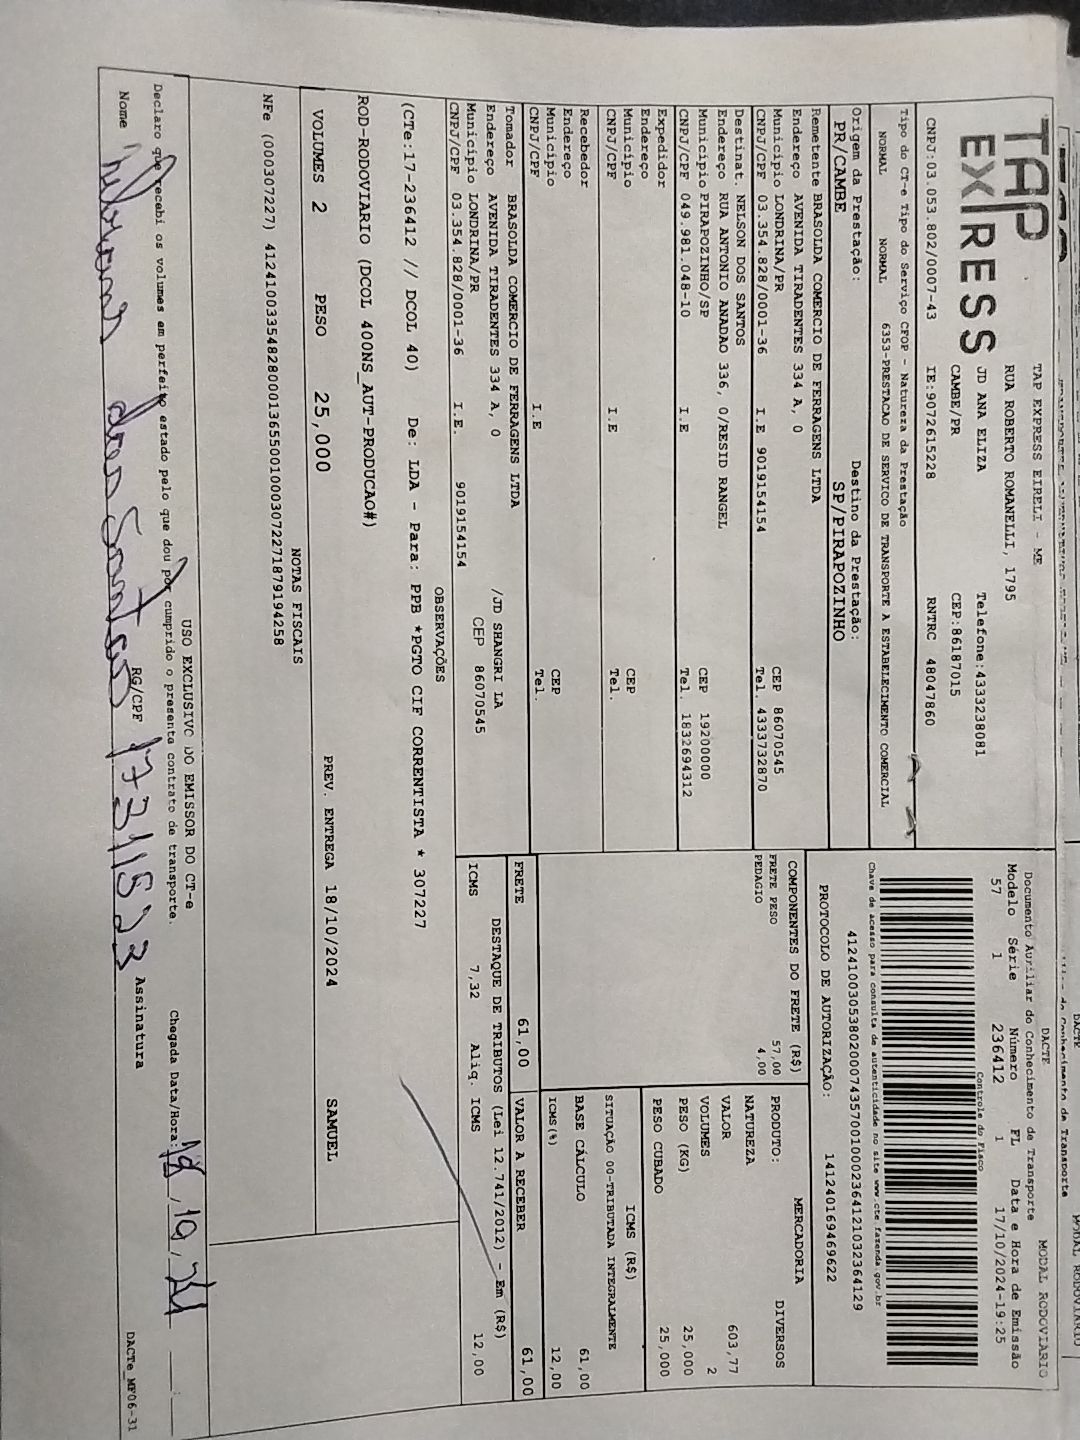 TAP EXPRESS
TAP EXPRESS EIRELI - ME
RUA ROBERTO ROMANELLI, 1795
JD ANA ELIZA Telefone:4333238081
CAMBE/PR CEP:86187015
CNPJ:03.053.802/0007-43 IE:9072615228 RNTRC 48047860
DACTE MODAL RODOVIARIO
Documento Auxiliar do Conhecimento de Transporte
Modelo Série Número FL Data e Hora de Emissão
57 1 236412 1 17/10/2024-19:25
Controle do Fisco
Chave de acesso para consulta de autenticidade no site www.cte.fazenda.gov.br
41241003053802000743570010002364121032364129
PROTOCOLO DE AUTORIZAÇÃO: 141240169469622
Tipo do CT-e Tipo do Serviço CFOP - Natureza da Prestação
NORMAL NORMAL 6353-PRESTACAO DE SERVICO DE TRANSPORTE A ESTABELECIMENTO COMERCIAL
Origem da Prestação: Destino da Prestação:
PR/CAMBE SP/PIRAPOZINHO
Remetente BRASOLDA COMERCIO DE FERRAGENS LTDA
Endereço AVENIDA TIRADENTES 334 A, 0
Município LONDRINA/PR CEP 86070545
CNPJ/CPF 03.354.828/0001-36 I.E 9019154154 Tel. 4333732870
Destinat. NELSON DOS SANTOS
Endereço RUA ANTONIO ANADAO 336, 0/RESID RANGEL
Município PIRAPOZINHO/SP CEP 19200000
CNPJ/CPF 049.981.048-10 I.E Tel. 1832694312
Expedidor
Endereço
Município CEP
CNPJ/CPF I.E Tel.
Recebedor
Endereço
Município CEP
CNPJ/CPF I.E Tel.
Tomador BRASOLDA COMERCIO DE FERRAGENS LTDA
Endereço AVENIDA TIRADENTES 334 A, 0 /JD SHANGRI LA
Município LONDRINA/PR CEP 86070545
CNPJ/CPF 03.354.828/0001-36 I.E. 9019154154
COMPONENTES DO FRETE (R$)
FRETE PESO 57,00
PEDAGIO 4,00
MERCADORIA
PRODUTO: DIVERSOS
NATUREZA
VALOR 603,77
VOLUMES 2
PESO (KG) 25,000
PESO CUBADO 25,000
ICMS (R$)
SITUAÇÃO 00-TRIBUTADA INTEGRALMENTE
BASE CÁLCULO 61,00
ICMS(%) 12,00
FRETE 61,00 VALOR A RECEBER 61,00
DESTAQUE DE TRIBUTOS (Lei 12.741/2012) - Em (R$)
ICMS 7,32 Aliq. ICMS 12,00
OBSERVAÇÕES
(CTe:17-236412 // DCOL 40) De: LDA - Para: PPB *PGTO CIF CORRENTISTA * 307227
ROD-RODOVIARIO (DCOL 400NS_AUT-PRODUCAO#)
VOLUMES 2 PESO 25,000 PREV. ENTREGA 18/10/2024 SAMUEL
NOTAS FISCAIS
NFe (000307227) 41241003354828000136550010003072271879194258
USO EXCLUSIVO DO EMISSOR DO CT-e
Declaro que recebi os volumes em perfeito estado pelo que dou por cumprido o presente contrato de transporte. Chegada Data/Hora: 18,10,24
Nome dos Santos RG/CPF 17311523 Assinatura
DACTe_MF06-31